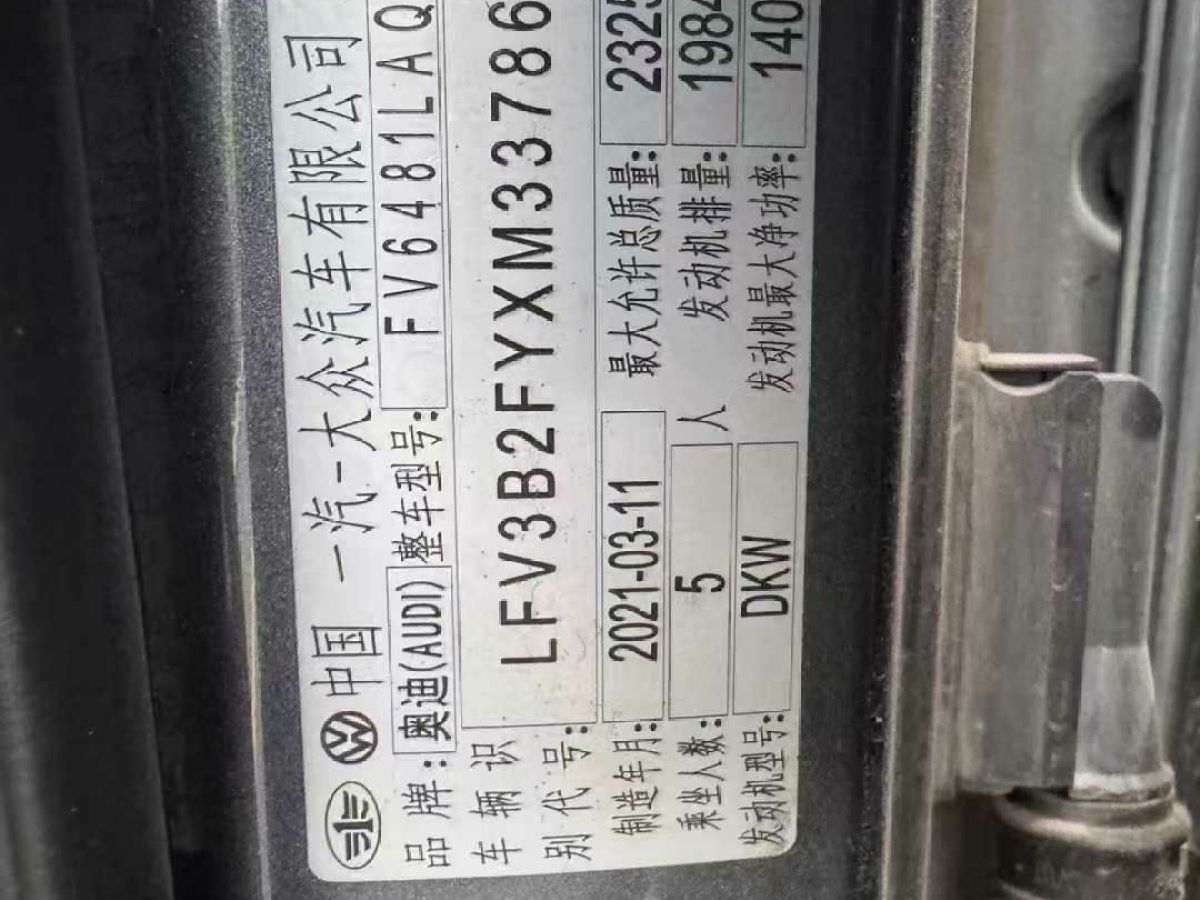 中国 一汽-大众汽车有限公司
品牌: 奥迪(AUDI) 整车型号: FV6481LAQ
车辆识别代号: LFV3B2FYXM33786
制造年月: 2021-03-11 最大允许总质量: 2325
乘坐人数: 5 人 发动机排量: 1984
发动机型号: DKW 发动机最大净功率: 140